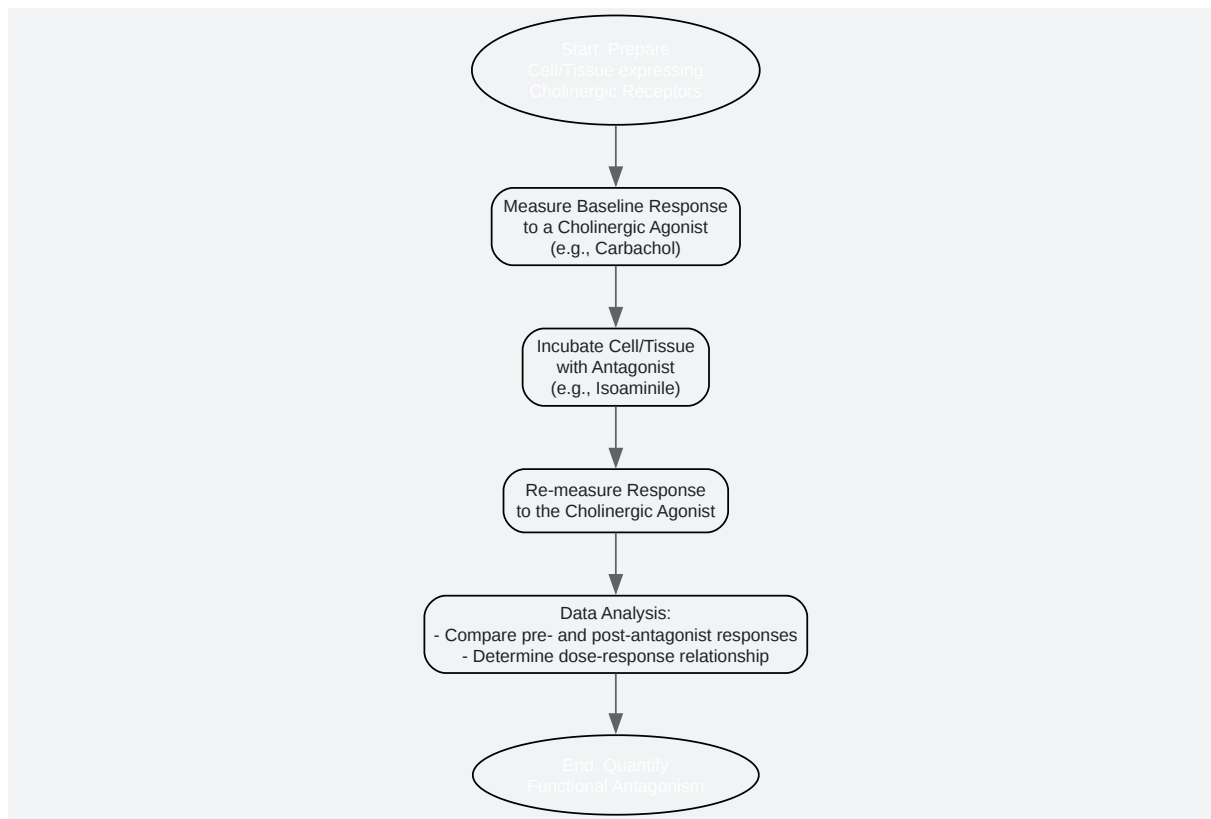 Start: Prepare
Cell/Tissue expressing
Cholinergic Receptors
Measure Baseline Response
to a Cholinergic Agonist
(e.g., Carbachol)
Incubate Cell/Tissue
with Antagonist
(e.g., Isoaminile)
Re-measure Response
to the Cholinergic Agonist
Data Analysis:
- Compare pre- and post-antagonist responses
- Determine dose-response relationship
End: Quantify
Functional Antagonism